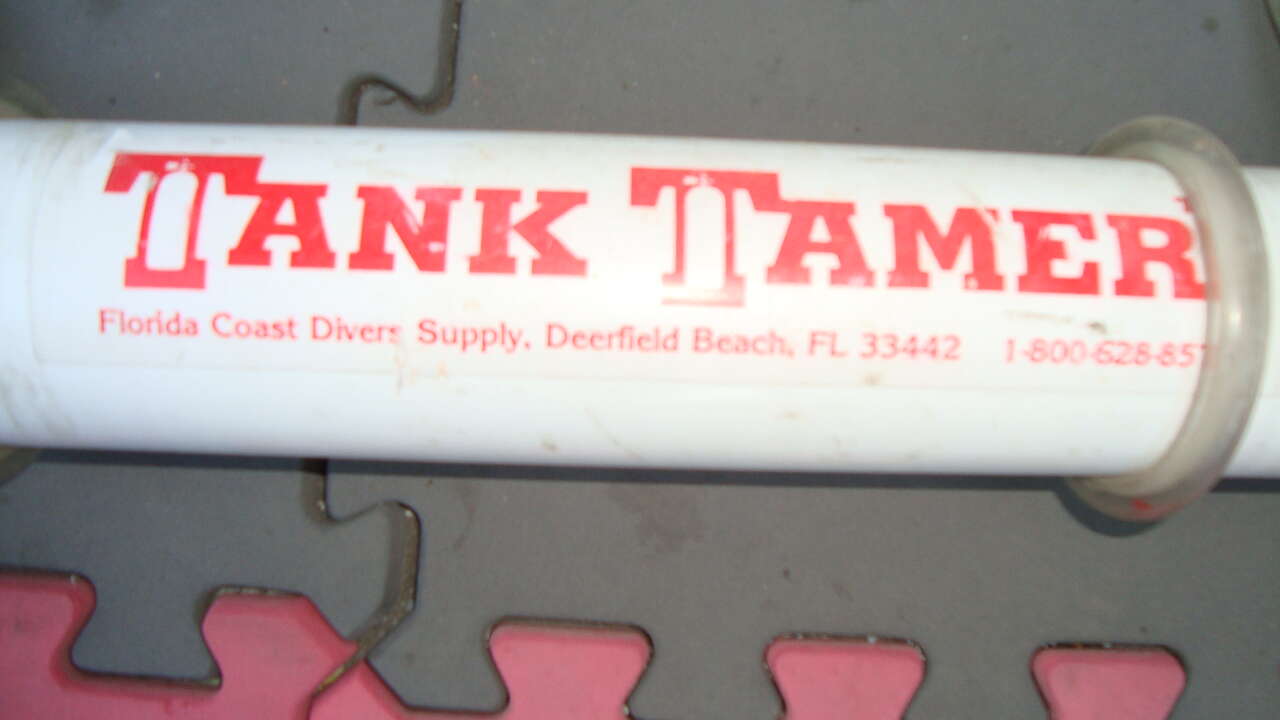 TANK TAMER
Florida Coast Divers Supply, Deerfield Beach, FL 33442 1-800-628-857